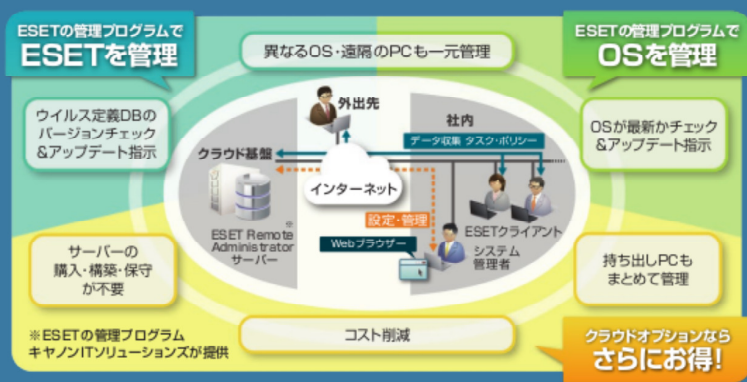 ESETの管理プログラムで
ESETを管理
異なるOS・遠隔のPCも一元管理
ESETの管理プログラムで
OSを管理
ウイルス定義DBの
バージョンチェック
&アップデート指示
外出先
社内
データ収集 タスク・ポリシー
OSが最新かチェック
&アップデート指示
クラウド基盤
インターネット
※
ESET Remote
Administrator
サーバー
設定・管理
Webブラウザー
ESETクライアント
システム
管理者
サーバーの
購入・構築・保守
が不要
持ち出しPCも
まとめて管理
※ESETの管理プログラム
キヤノンITソリューションズが提供
コスト削減
クラウドオプションなら
さらにお得!